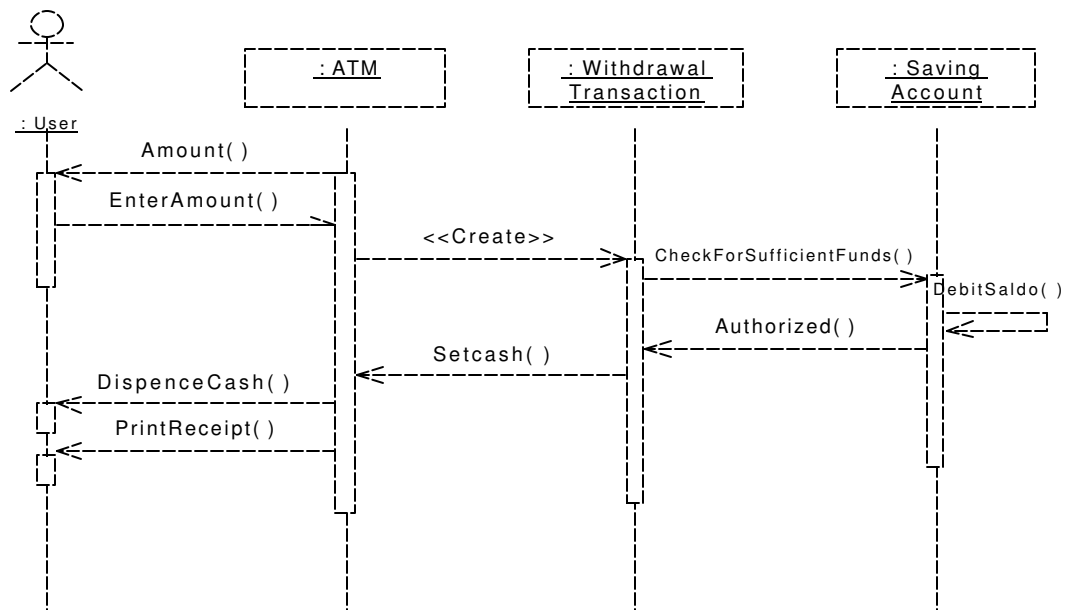 : ATM
: Withdrawal
Transaction
: Saving
Account
: User
Amount( )
EnterAmount( )
<<Create>>
CheckForSufficientFunds( )
DebitSaldo( )
Authorized( )
Setcash( )
DispenceCash( )
PrintReceipt( )